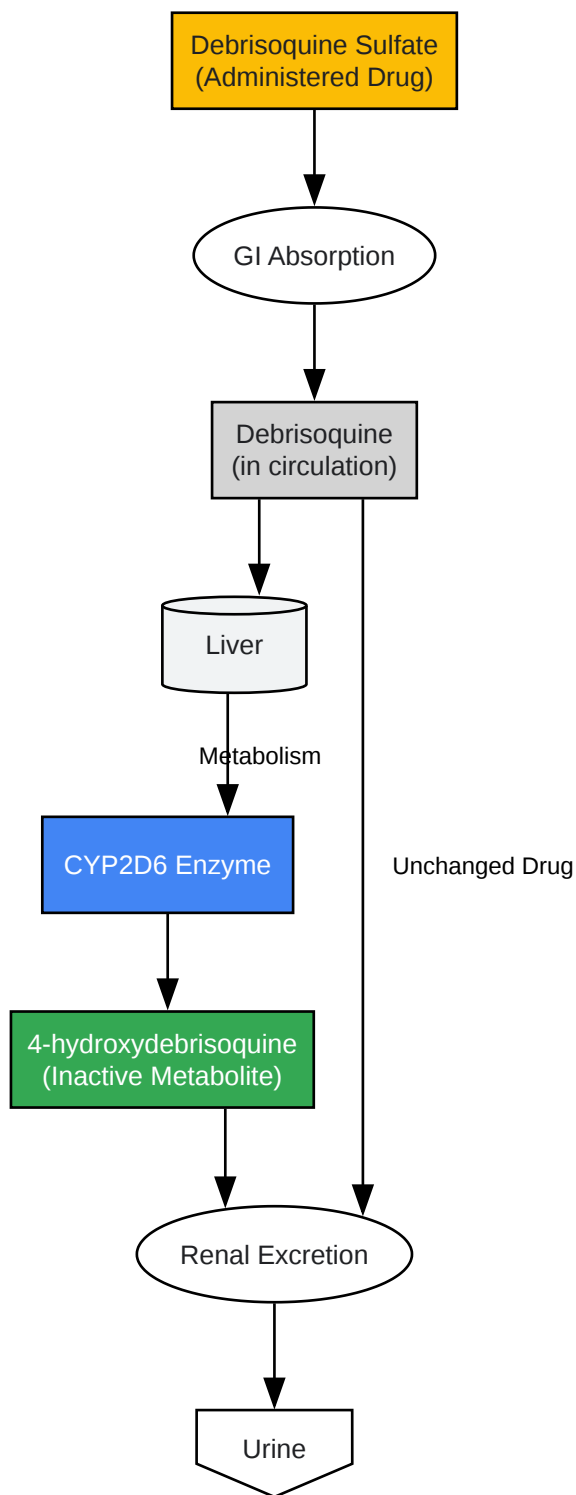 Debrisoquine Sulfate
(Administered Drug)
GI Absorption
Debrisoquine
(in circulation)
Liver
Metabolism
CYP2D6 Enzyme
Unchanged Drug
4-hydroxydebrisoquine
(Inactive Metabolite)
Renal Excretion
Urine